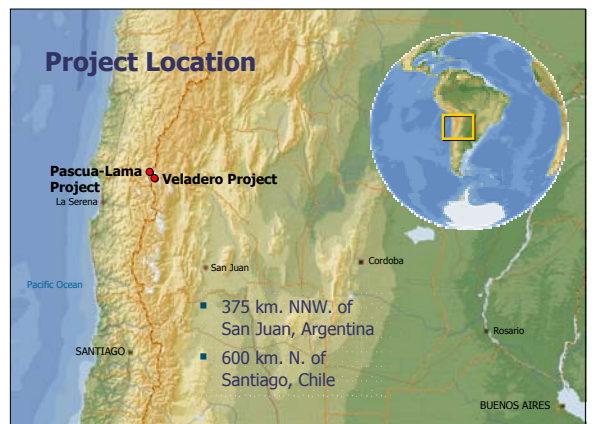 Project Location
Pascua-Lama
Project
Veladero Project
La Serena
San Juan
Cordoba
Pacific Ocean
▪ 375 km. NNW. of
San Juan, Argentina
Rosario
SANTIAGO
▪ 600 km. N. of
Santiago, Chile
BUENOS AIRES